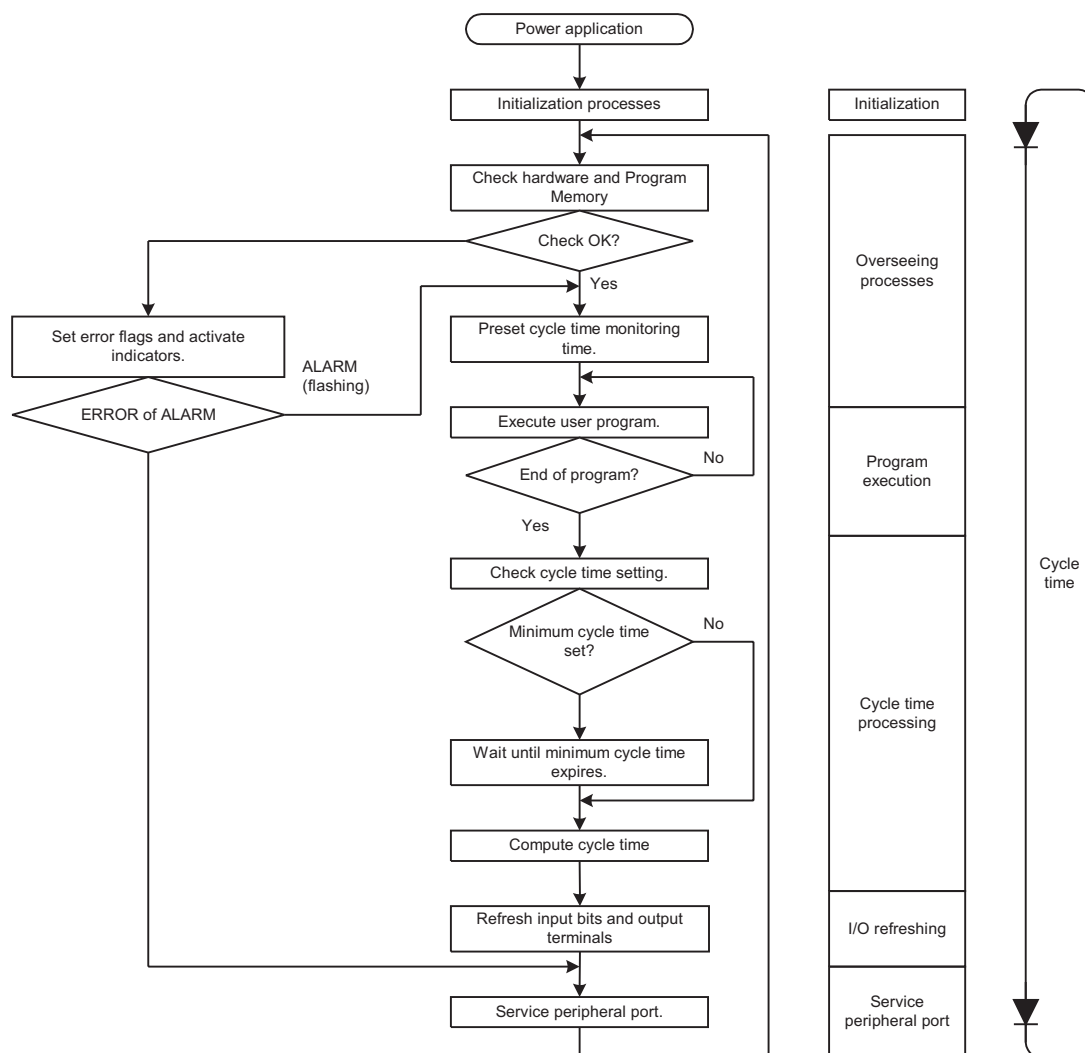 Power application
Initialization processes
Initialization
Check hardware and Program
Memory
Check OK?
Yes
Overseeing
processes
Set error flags and activate
indicators.
Preset cycle time monitoring
time.
ALARM
(flashing)
ERROR of ALARM
Execute user program.
No
End of program?
Program
execution
Yes
Check cycle time setting.
Cycle
time
No
Minimum cycle time
set?
Cycle time
processing
Wait until minimum cycle time
expires.
Compute cycle time
Refresh input bits and output
terminals
I/O refreshing
Service peripheral port.
Service
peripheral port